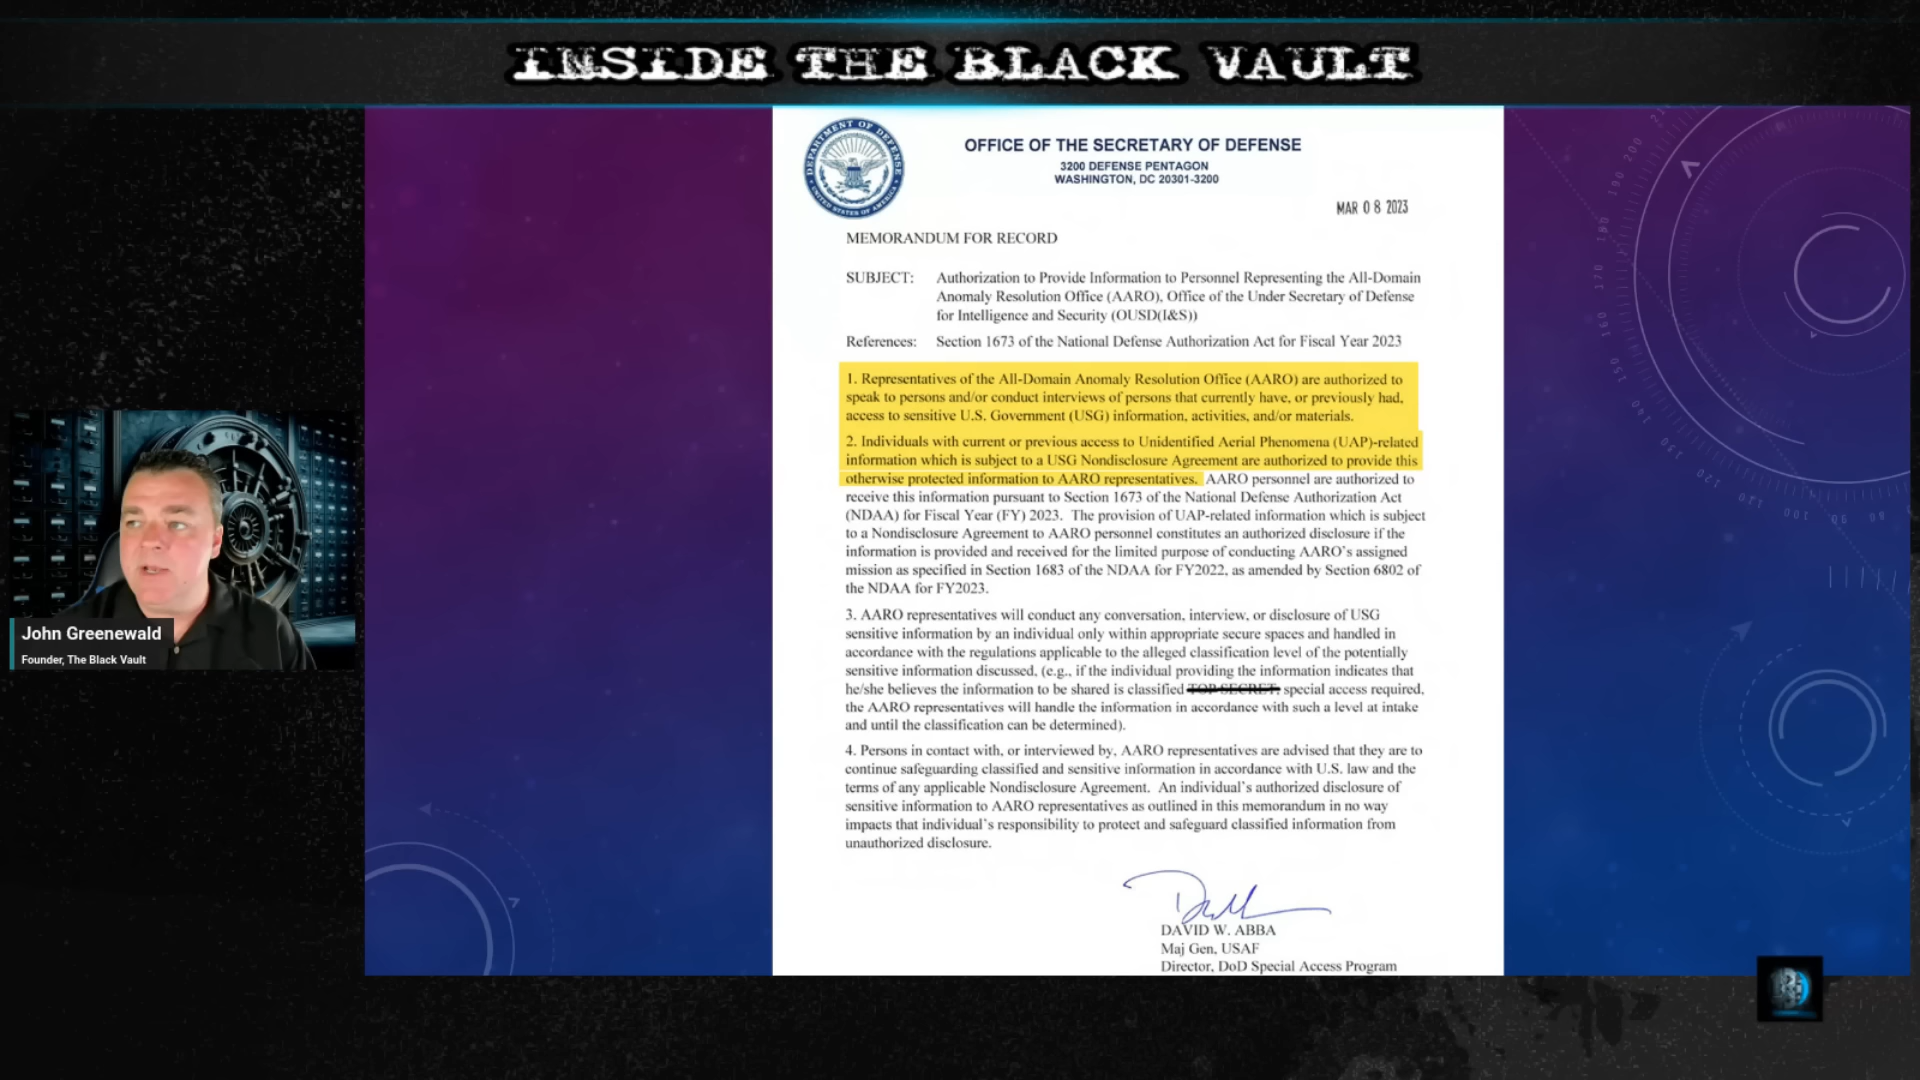 INSIDE THE BLACK VAULT
DEPARTMENT OF DEFENSE
UNITED STATES OF AMERICA
OFFICE OF THE SECRETARY OF DEFENSE
3200 DEFENSE PENTAGON
WASHINGTON, DC 20301-3200
MAR 08 2023
MEMORANDUM FOR RECORD
SUBJECT: Authorization to Provide Information to Personnel Representing the All-Domain
Anomaly Resolution Office (AARO), Office of the Under Secretary of Defense
for Intelligence and Security (OUSD(I&S))
References: Section 1673 of the National Defense Authorization Act for Fiscal Year 2023
1. Representatives of the All-Domain Anomaly Resolution Office (AARO) are authorized to
speak to persons and/or conduct interviews of persons that currently have, or previously had,
access to sensitive U.S. Government (USG) information, activities, and/or materials.
2. Individuals with current or previous access to Unidentified Aerial Phenomena (UAP)-related
information which is subject to a USG Nondisclosure Agreement are authorized to provide this
otherwise protected information to AARO representatives. AARO personnel are authorized to
receive this information pursuant to Section 1673 of the National Defense Authorization Act
(NDAA) for Fiscal Year (FY) 2023. The provision of UAP-related information which is subject
to a Nondisclosure Agreement to AARO personnel constitutes an authorized disclosure if the
information is provided and received for the limited purpose of conducting AARO's assigned
mission as specified in Section 1683 of the NDAA for FY2022, as amended by Section 6802 of
the NDAA for FY2023.
3. AARO representatives will conduct any conversation, interview, or disclosure of USG
sensitive information by an individual only within appropriate secure spaces and handled in
accordance with the regulations applicable to the alleged classification level of the potentially
sensitive information discussed, (e.g., if the individual providing the information indicates that
he/she believes the information to be shared is classified TOP SECRET, special access required,
the AARO representatives will handle the information in accordance with such a level at intake
and until the classification can be determined).
4. Persons in contact with, or interviewed by, AARO representatives are advised that they are to
continue safeguarding classified and sensitive information in accordance with U.S. law and the
terms of any applicable Nondisclosure Agreement. An individual's authorized disclosure of
sensitive information to AARO representatives as outlined in this memorandum in no way
impacts that individual's responsibility to protect and safeguard classified information from
unauthorized disclosure.
DAVID W. ABBA
Maj Gen, USAF
Director, DoD Special Access Program
John Greenewald
Founder, The Black Vault